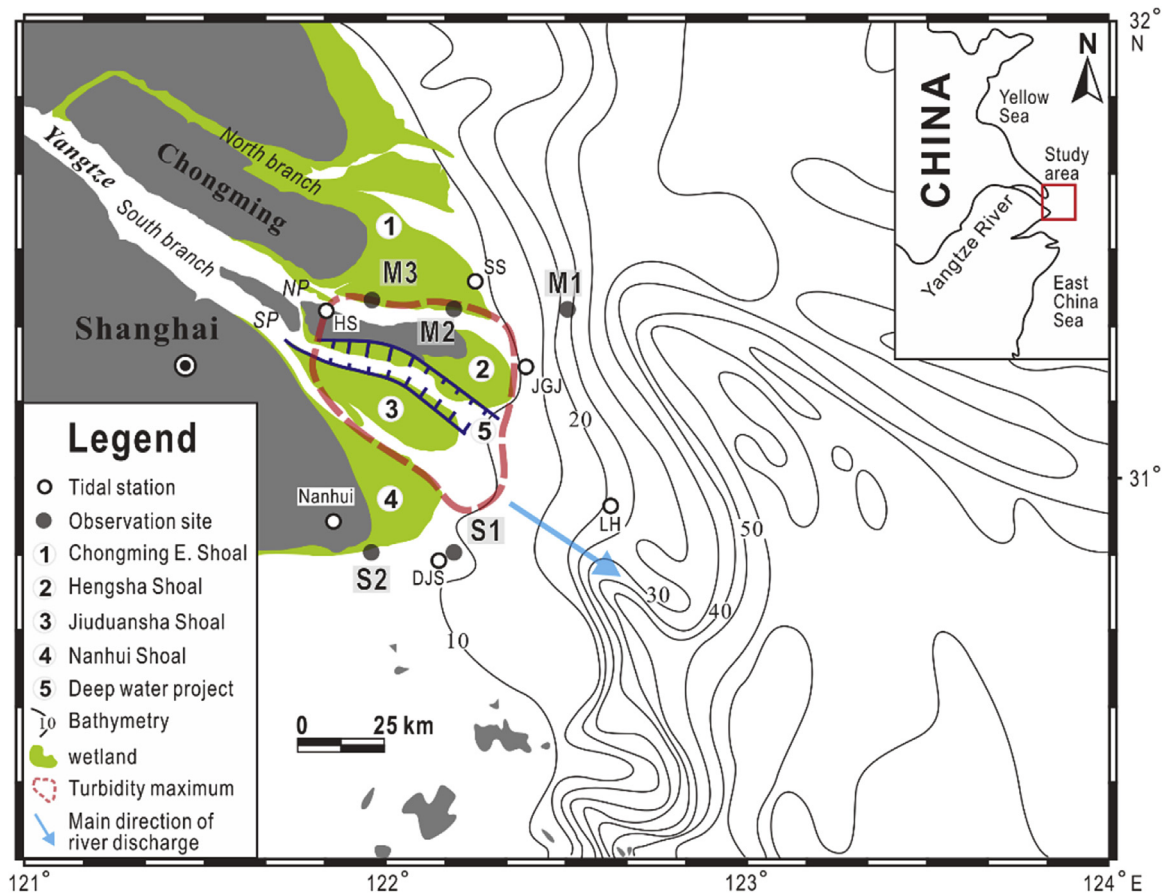 32°
N
N
CHINA
Yellow
Sea
Study
area
Yangtze River
East
China
Sea
North branch
Chongming
Yangtze
South branch
1
SS
M3
M1
NP
HS
SP
M2
Shanghai
2
JGJ
20
3
5
31°
Legend
Tidal station
Observation site
1 Chongming E. Shoal
2 Hengsha Shoal
3 Jiuduansha Shoal
4 Nanhui Shoal
5 Deep water project
10 Bathymetry
wetland
Turbidity maximum
Main direction of
river discharge
Nanhui
4
S1
S2
DJS
LH
50
30
40
10
0 25 km
121° 122° 123° 124° E